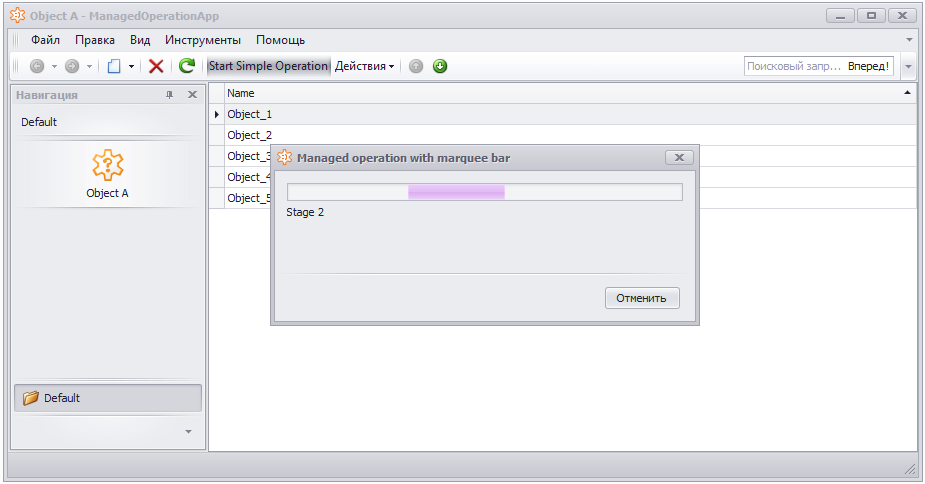 Object A - ManagedOperationApp
Файл Правка Вид Инструменты Помощь
Start Simple Operation Действия Поисковый запр... Вперед!
Навигация
Default
Object A
Default
Name
Object_1
Object_2
Object_3
Object_4
Object_5
Managed operation with marquee bar
Stage 2
Отменить